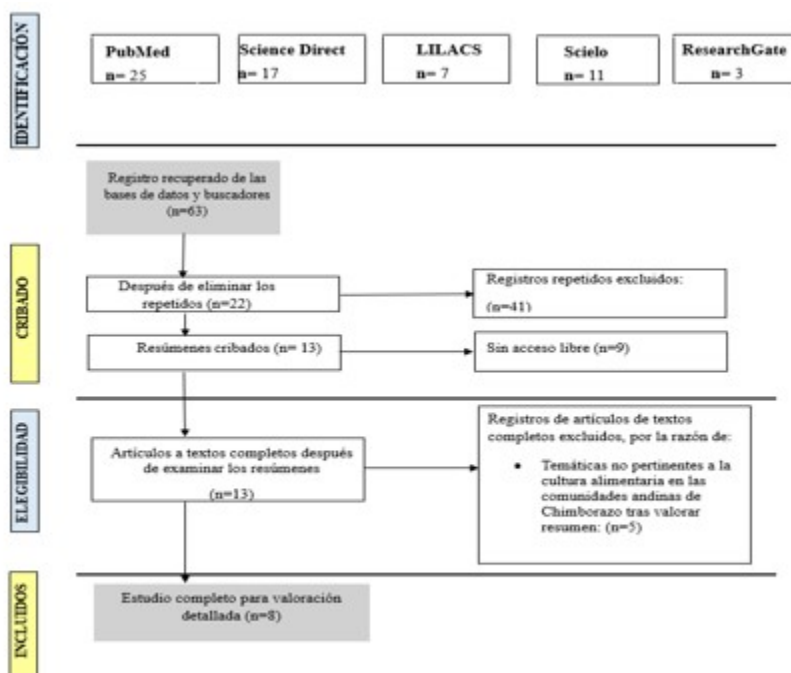 IDENTIFICACIÓN
PubMed
n= 25
Science Direct
n= 17
LILACS
n= 7
Scielo
n= 11
ResearchGate
n= 3
Registro recuperado de las
bases de datos y buscadores
(n=63)
CRIBADO
Después de eliminar los
repetidos (n=22)
Registros repetidos excluidos:
(n=41)
Resúmenes cribados (n= 13)
Sin acceso libre (n=9)
ELEGIBILIDAD
Artículos a textos completos después
de examinar los resúmenes
(n=13)
Registros de artículos de textos
completos excluidos, por la razón de:
• Temáticas no pertinentes a la
cultura alimentaria en las
comunidades andinas de
Chimborazo tras valorar
resumen: (n=5)
INCLUIDOS
Estudio completo para valoración
detallada (n=8)